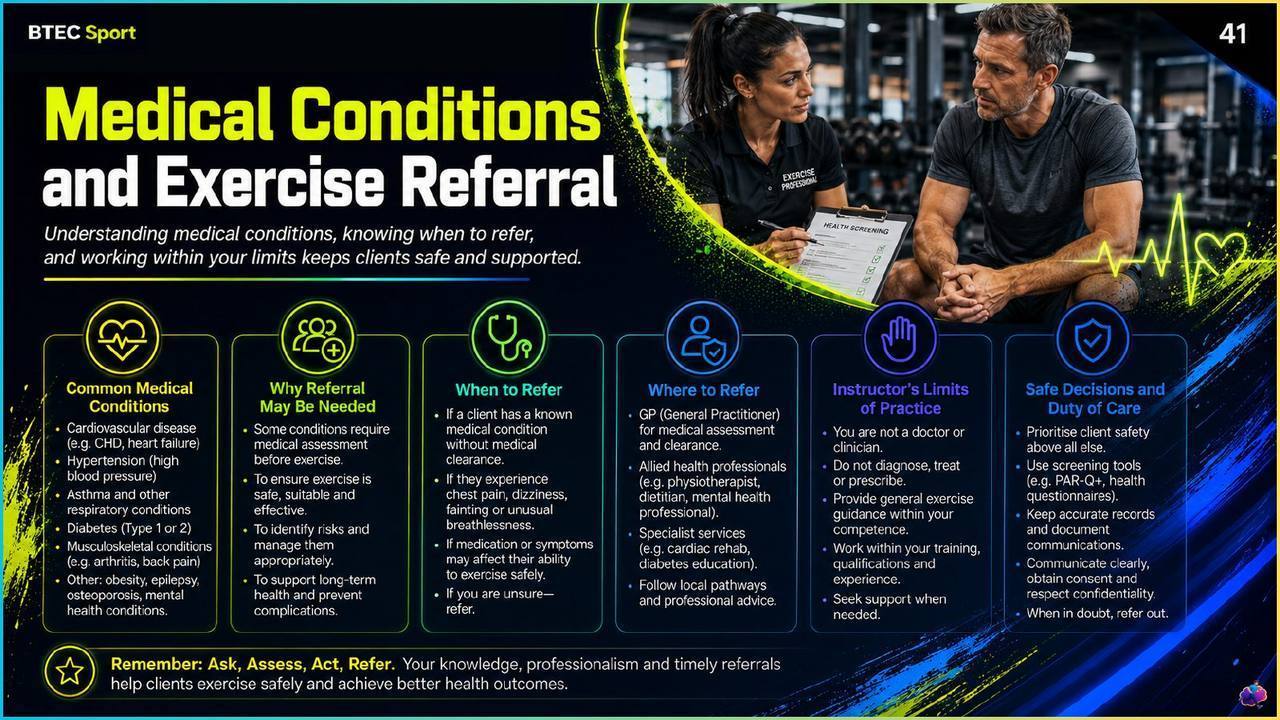 BTEC Sport
41
Medical Conditions
and Exercise Referral
Understanding medical conditions, knowing when to refer,
and working within your limits keeps clients safe and supported.
EXERCISE
PROFESSIONAL
HEALTH SCREENING
Common Medical
Conditions
• Cardiovascular disease
(e.g. CHD, heart failure)
• Hypertension (high
blood pressure)
• Asthma and other
respiratory conditions
• Diabetes (Type 1 or 2)
• Musculoskeletal conditions
(e.g. arthritis, back pain)
• Other: obesity, epilepsy,
osteoporosis, mental
health conditions.
Why Referral
May Be Needed
• Some conditions require
medical assessment
before exercise.
• To ensure exercise is
safe, suitable and
effective.
• To identify risks and
manage them
appropriately.
• To support long-term
health and prevent
complications.
When to Refer
• If a client has a known
medical condition
without medical
clearance.
• If they experience
chest pain, dizziness,
fainting or unusual
breathlessness.
• If medication or symptoms
may affect their ability
to exercise safely.
• If you are unsure—
refer.
Where to Refer
• GP (General Practitioner)
for medical assessment
and clearance.
• Allied health professionals
(e.g. physiotherapist,
dietitian, mental health
professional).
• Specialist services
(e.g. cardiac rehab,
diabetes education).
• Follow local pathways
and professional advice.
Instructor's Limits
of Practice
• You are not a doctor or
clinician.
• Do not diagnose, treat
or prescribe.
• Provide general exercise
guidance within your
competence.
• Work within your training,
qualifications and
experience.
• Seek support when
needed.
Safe Decisions and
Duty of Care
• Prioritise client safety
above all else.
• Use screening tools
(e.g. PAR-Q+, health
questionnaires).
• Keep accurate records
and document
communications.
• Communicate clearly,
obtain consent and
respect confidentiality.
• When in doubt, refer out.
Remember: Ask, Assess, Act, Refer. Your knowledge, professionalism and timely referrals
help clients exercise safely and achieve better health outcomes.